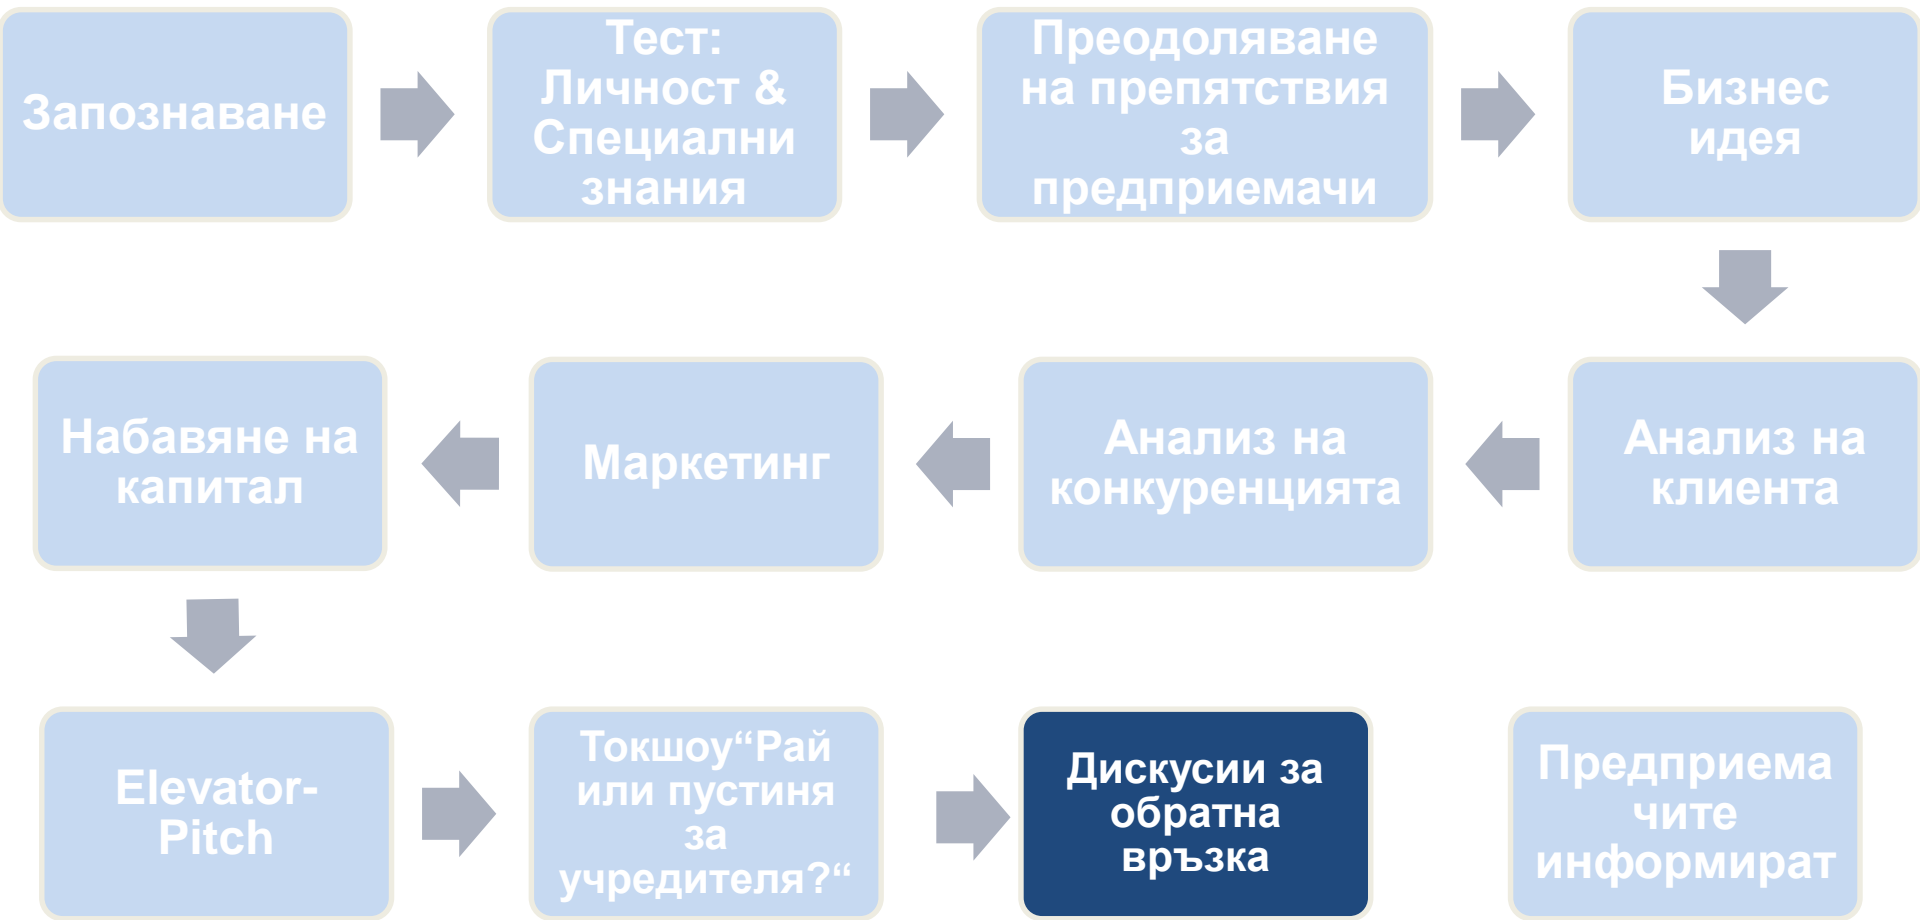 Запознаване
Тест:
Личност &
Специални
знания
Преодоляване
на препятствия
за
предприемачи
Бизнес
идея
Анализ на
клиента
Анализ на
конкуренцията
Маркетинг
Набавяне на
капитал
Elevator-
Pitch
Токшоу“Рай
или пустиня
за
учредителя?“
Дискусии за
обратна
връзка
Предприема
чите
информират